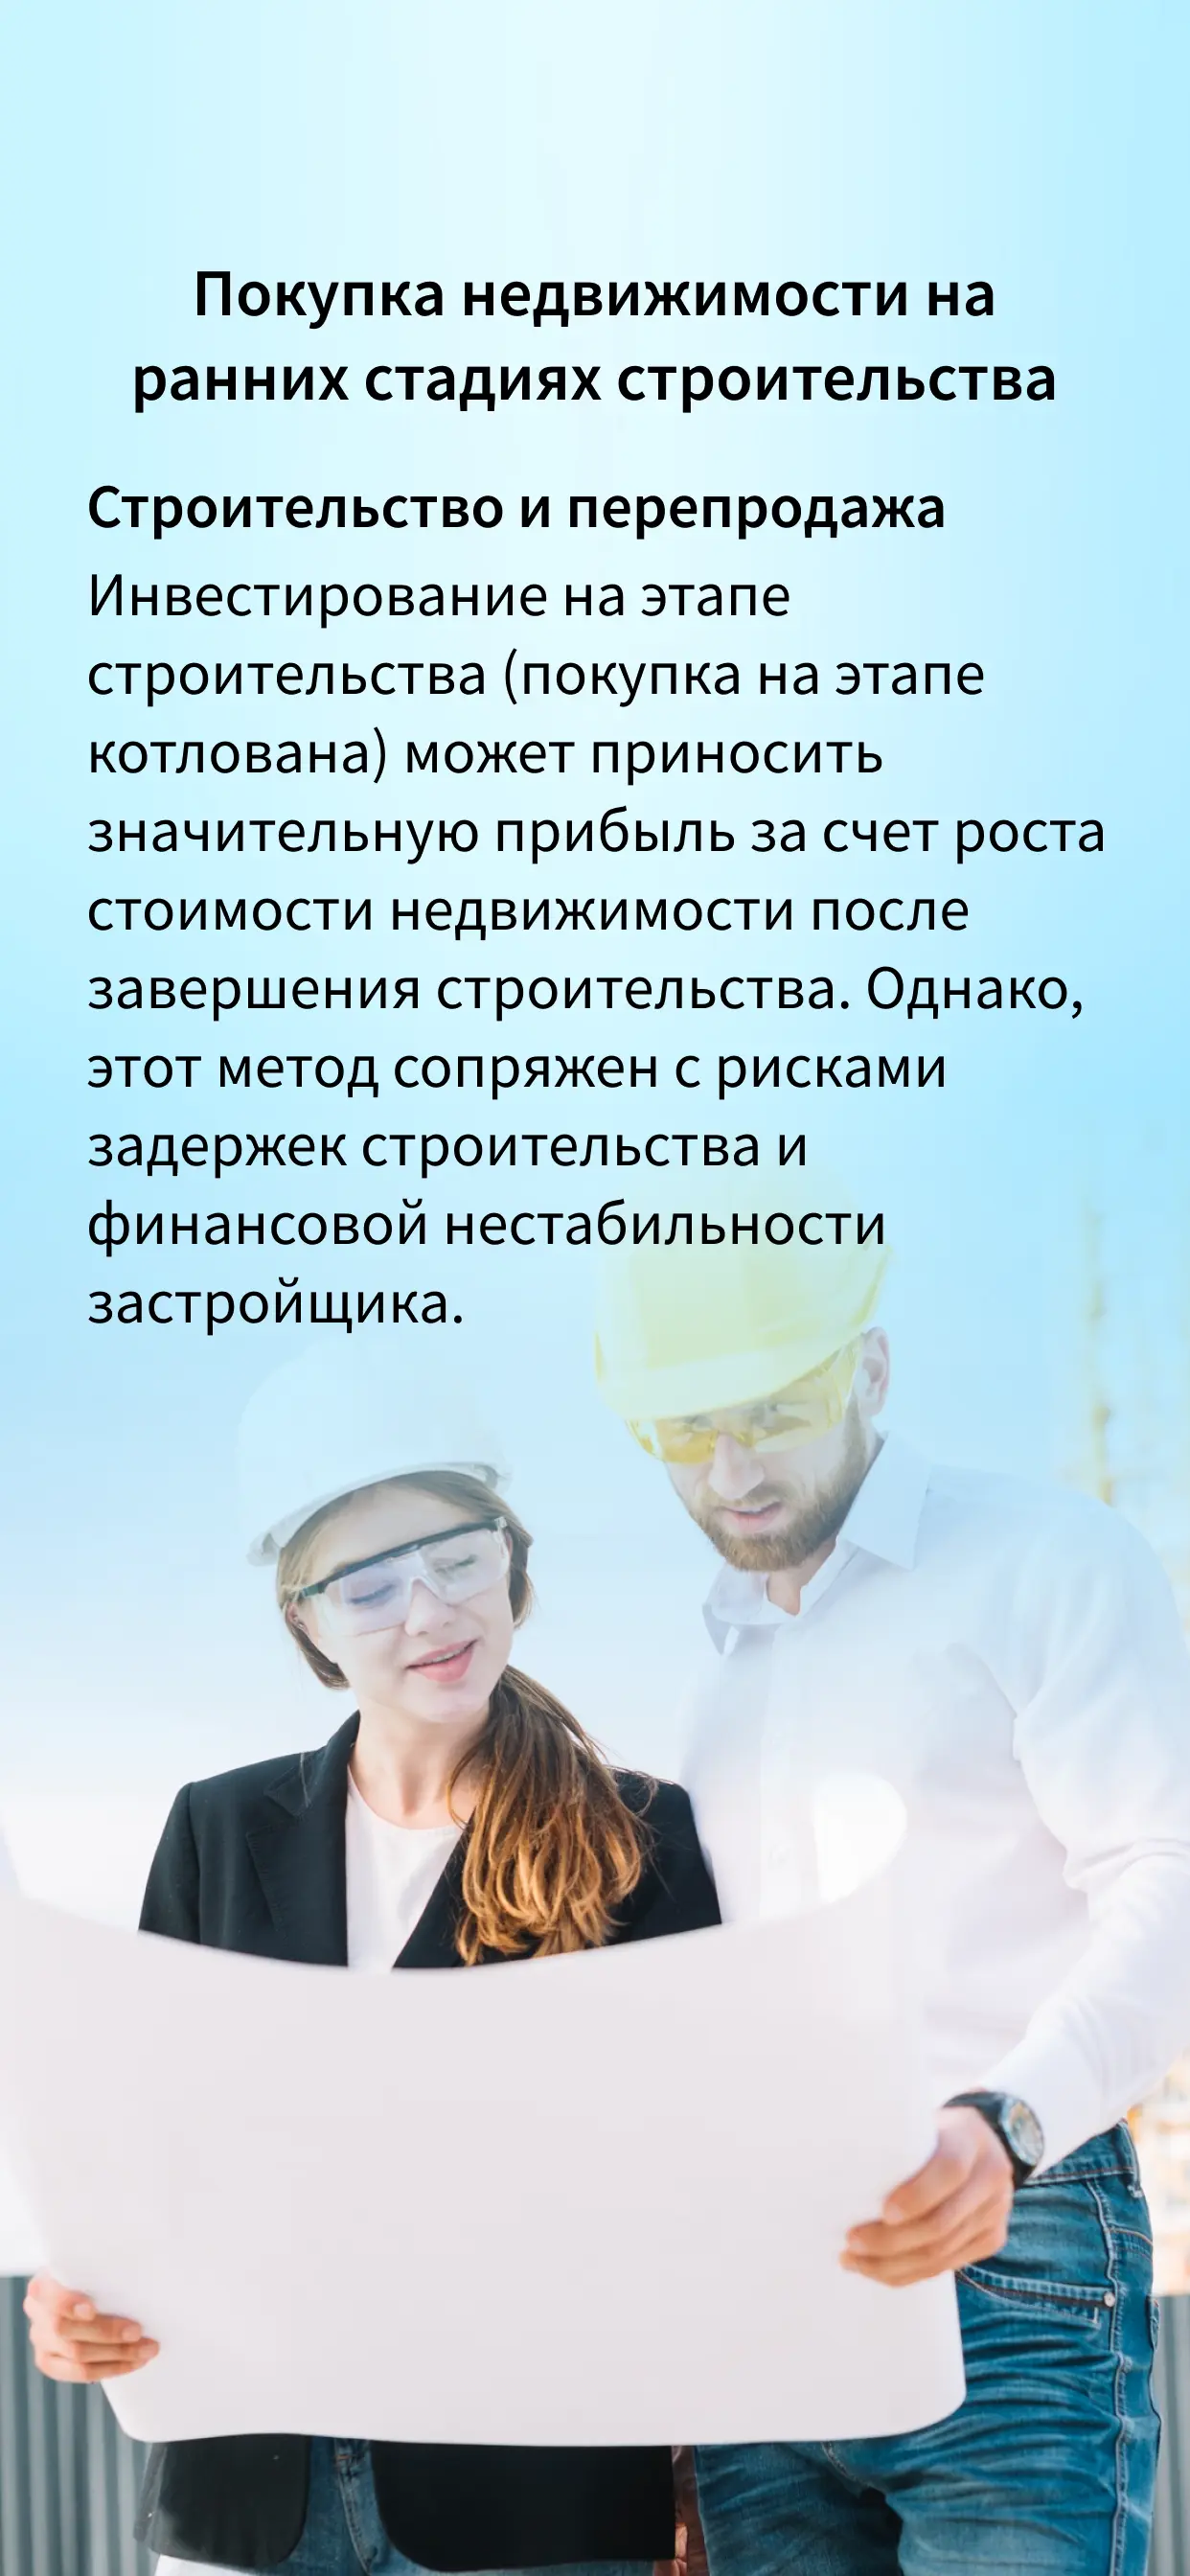 Покупка недвижимости на
ранних стадиях строительства
Строительство и перепродажа
Инвестирование на этапе
строительства (покупка на этапе
котлована) может приносить
значительную прибыль за счет роста
стоимости недвижимости после
завершения строительства. Однако,
этот метод сопряжен с рисками
задержек строительства и
финансовой нестабильности
застройщика.